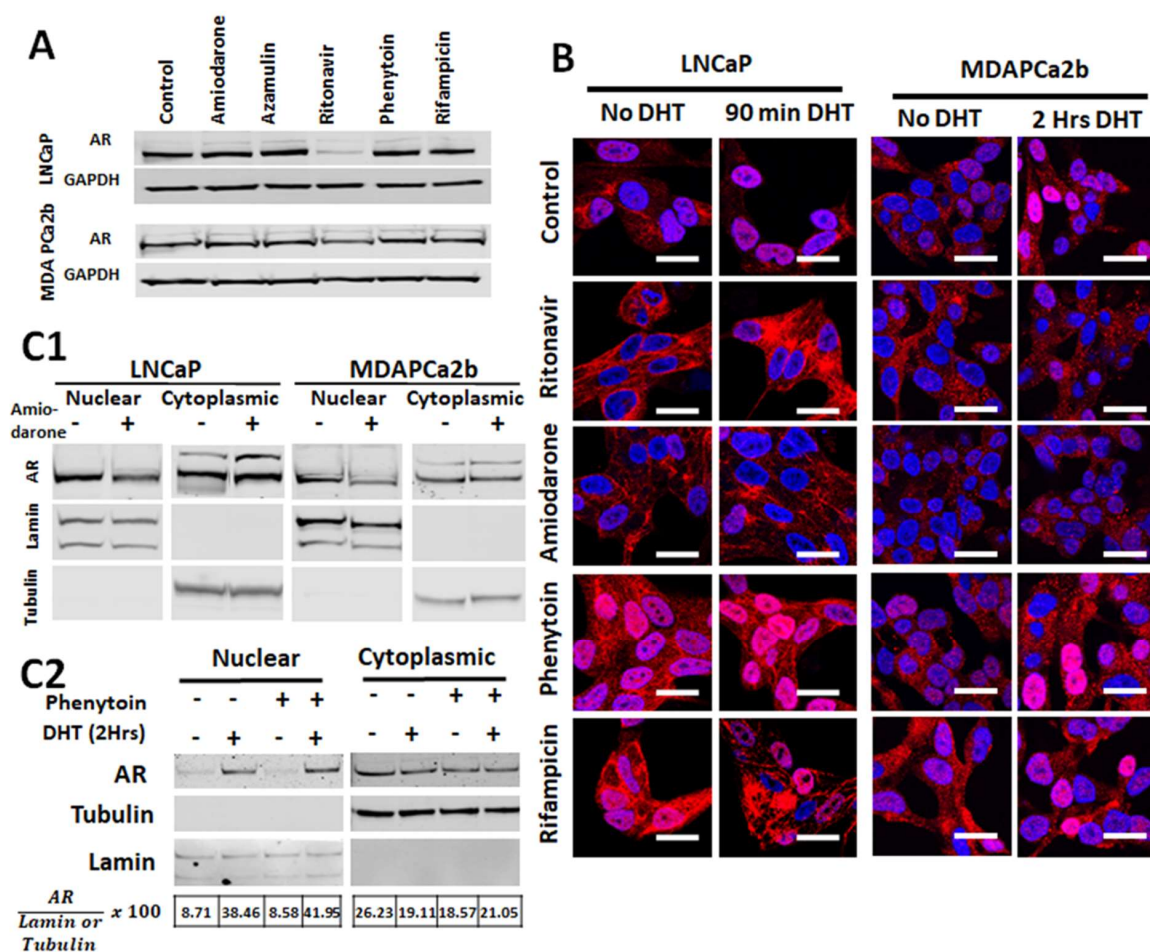 A
Control
Amiodarone
Azamulin
Ritonavir
Phenytoin
Rifampicin
LNCaP
AR
GAPDH
MDA PCa2b
AR
GAPDH
B
LNCaP
MDAPCa2b
No DHT
90 min DHT
No DHT
2 Hrs DHT
Control
Ritonavir
Amiodarone
Phenytoin
Rifampicin
C1
LNCaP
MDAPCa2b
Nuclear Cytoplasmic Nuclear Cytoplasmic
Amio-
darone
- + - + - + - +
AR
Lamin
Tubulin
C2
Nuclear Cytoplasmic
Phenytoin - - + + - - + +
DHT (2Hrs) - + - + - + - +
AR
Tubulin
Lamin
AR
Lamin or
Tubulin
x 100
8.71 38.46 8.58 41.95 26.23 19.11 18.57 21.05